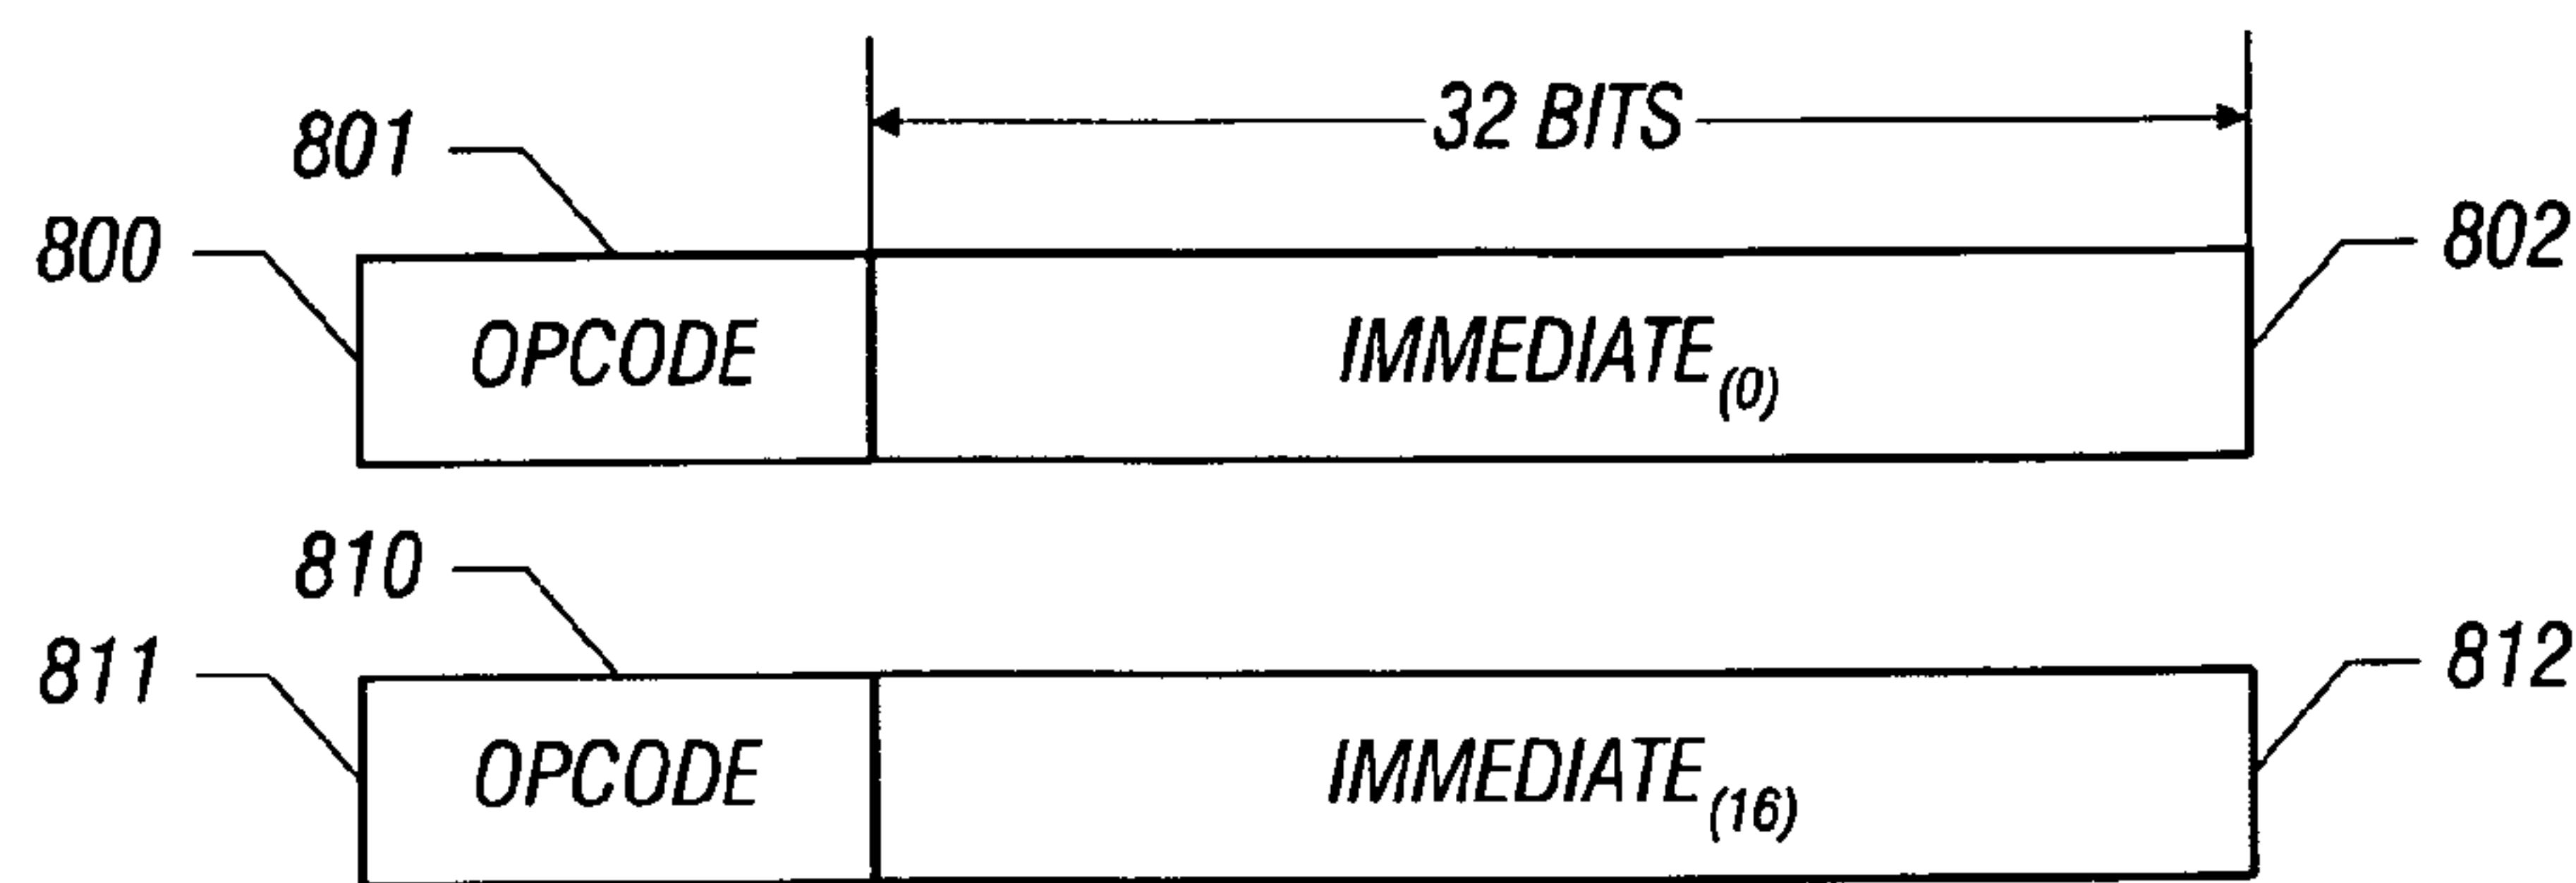 32 BITS
801
800
802
OPCODE
IMMEDIATE(0)
810
811
812
OPCODE
IMMEDIATE(16)